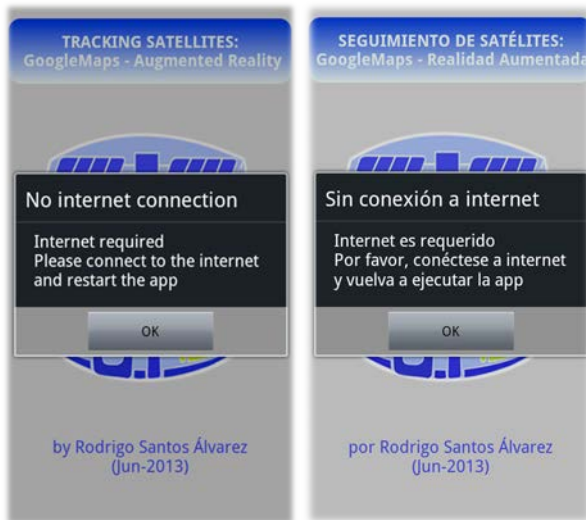 TRACKING SATELLITES:
GoogleMaps - Augmented Reality
No internet connection
Internet required
Please connect to the internet
and restart the app
OK
by Rodrigo Santos Álvarez
(Jun-2013)
SEGUIMIENTO DE SATÉLITES:
GoogleMaps - Realidad Aumentada
Sin conexión a internet
Internet es requerido
Por favor, conéctese a internet
y vuelva a ejecutar la app
OK
por Rodrigo Santos Álvarez
(Jun-2013)